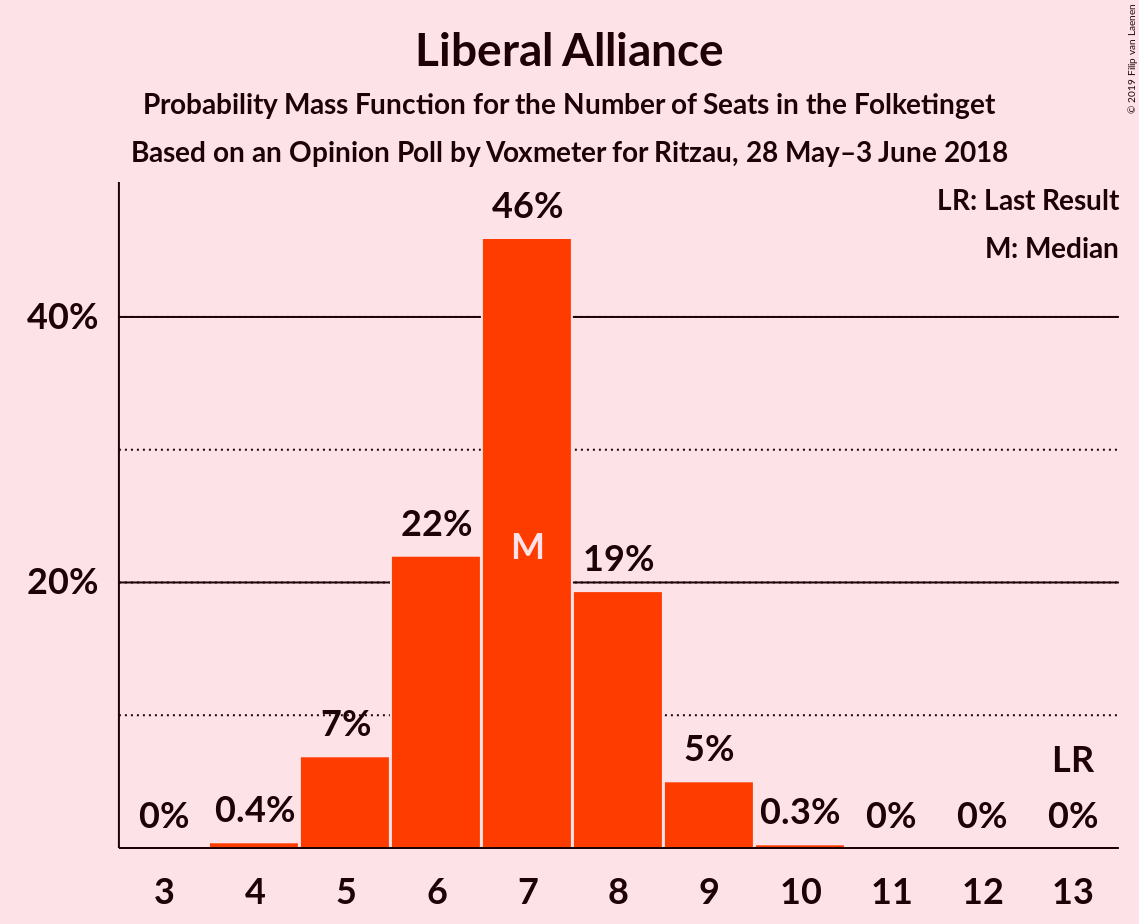 Liberal Alliance
Probability Mass Function for the Number of Seats in the Folketinget
Based on an Opinion Poll by Voxmeter for Ritzau, 28 May–3 June 2018
© 2019 Filip van Laenen
LR: Last Result
M: Median
40%
20%
0%
0.4%
7%
22%
46%
M
19%
5%
0.3%
0%
0%
LR
0%
3 4 5 6 7 8 9 10 11 12 13